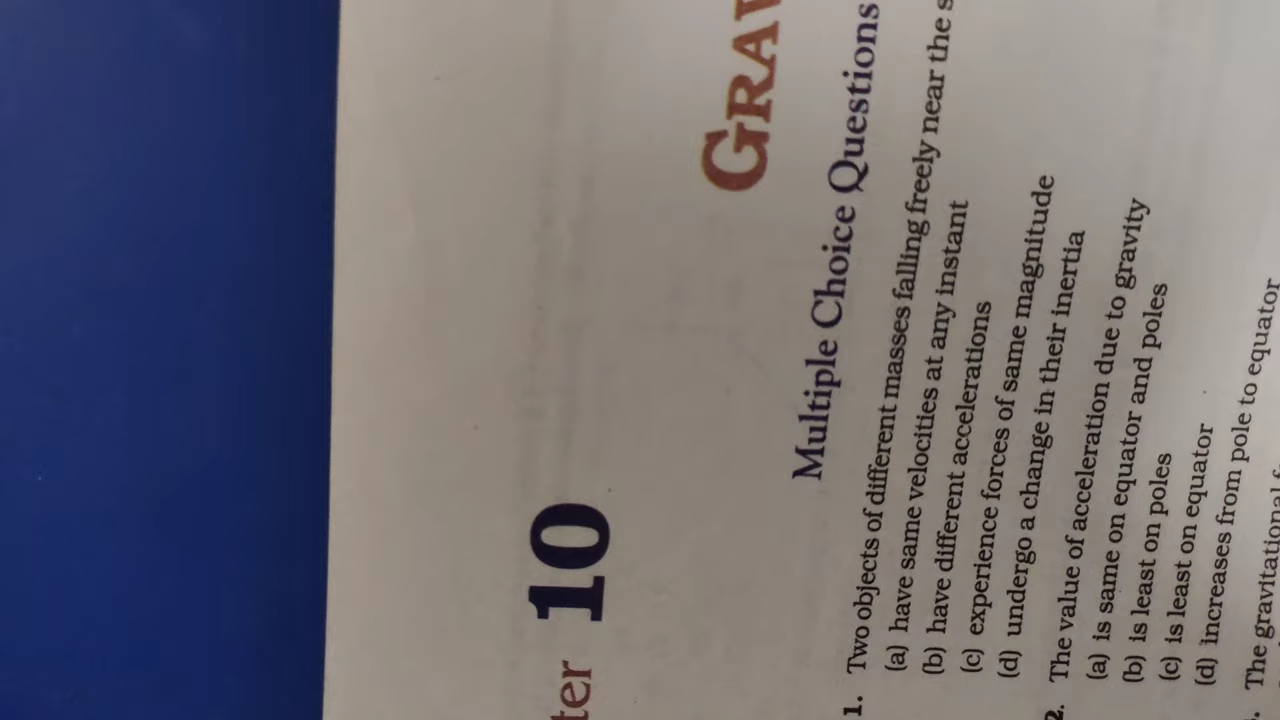 10
Multiple Choice Questions
1. Two objects of different masses falling freely near the
(a) have same velocities at any instant
(b) have different accelerations
(c) experience forces of same magnitude
(d) undergo a change in their inertia
2. The value of acceleration due to gravity
(a) is same on equator and poles
(b) is least on poles
(c) is least on equator
(d) increases from pole to equator
The gravitational